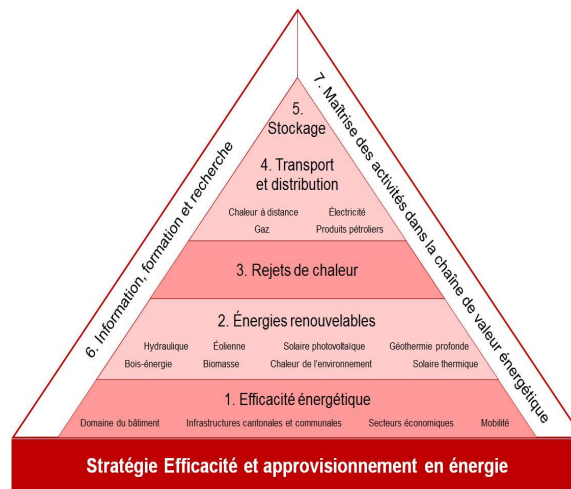 5.
Stockage
4. Transport
et distribution
Chaleur à distance Électricité
Gaz Produits pétroliers
3. Rejets de chaleur
2. Énergies renouvelables
Hydraulique Éolienne Solaire photovoltaïque Géothermie profonde
Bois-énergie Biomasse Chaleur de l'environnement Solaire thermique
1. Efficacité énergétique
Domaine du bâtiment Infrastructures cantonales et communales Secteurs économiques Mobilité
6. Information, formation et recherche
7. Maîtrise des activités dans la chaîne de valeur énergétique
Stratégie Efficacité et approvisionnement en énergie